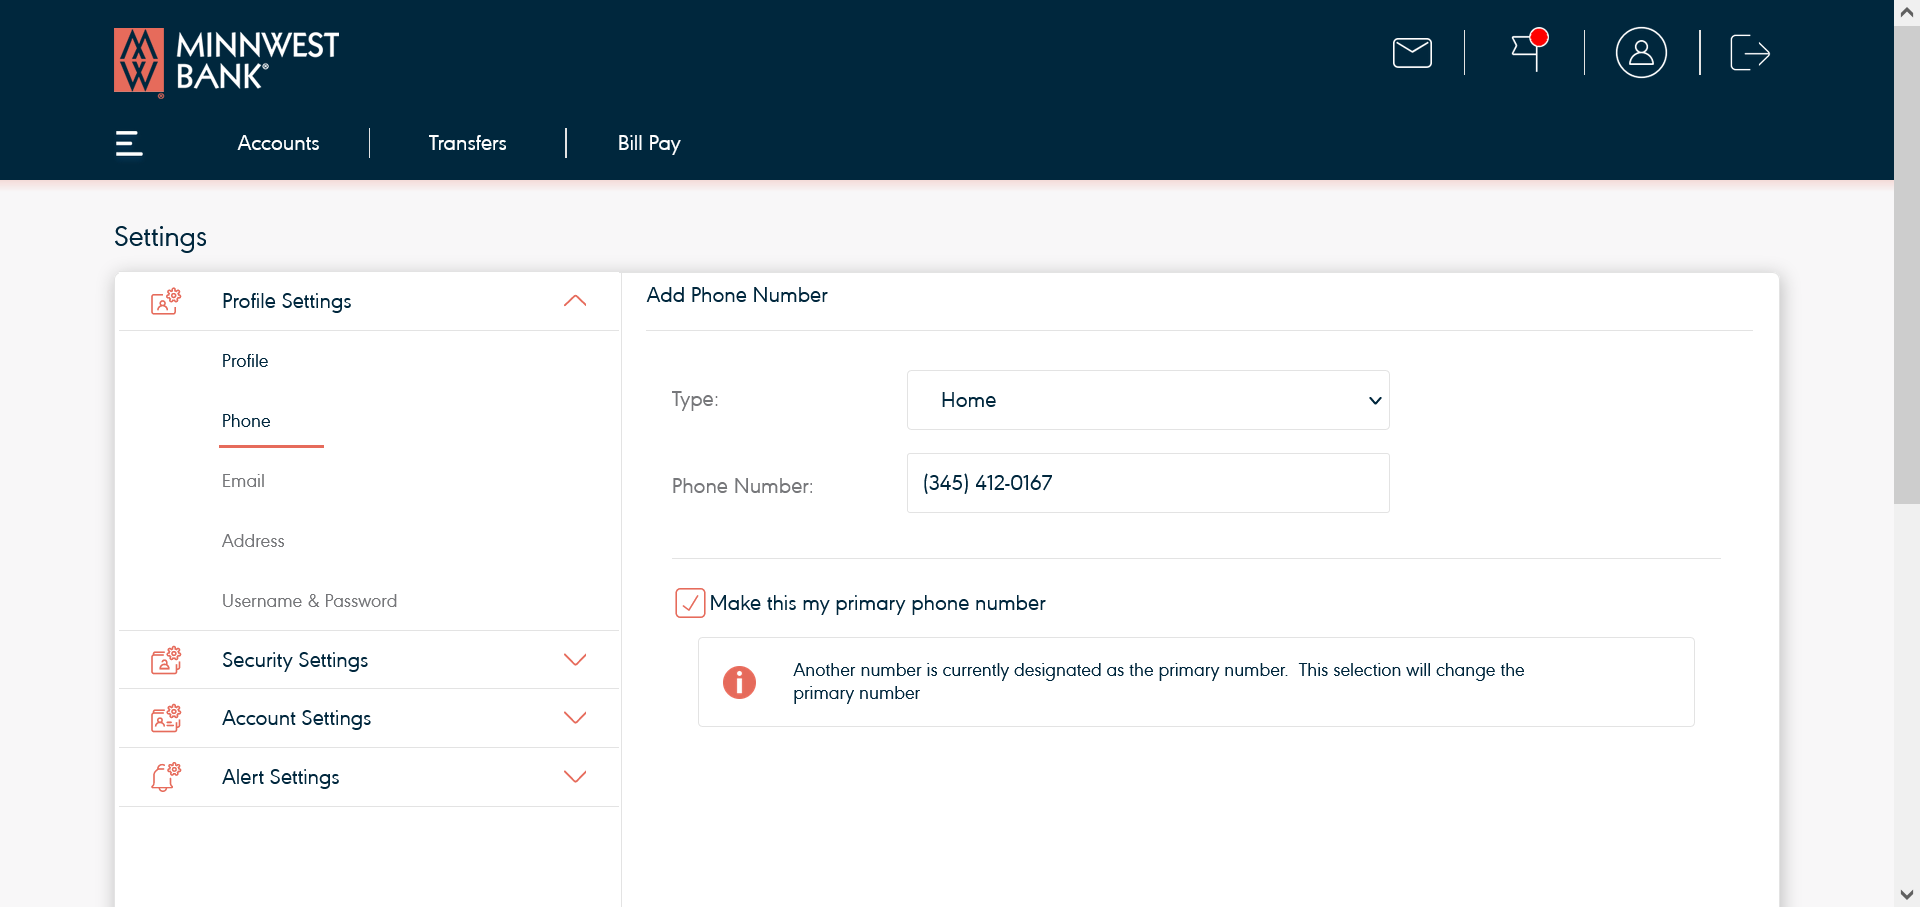 MINNWEST
BANK®
Accounts
Transfers
Bill Pay
Settings
Profile Settings
Profile
Phone
Email
Address
Username & Password
Security Settings
Account Settings
Alert Settings
Add Phone Number
Type:
Home
Phone Number:
(345) 412-0167
Make this my primary phone number
Another number is currently designated as the primary number.  This selection will change the
primary number